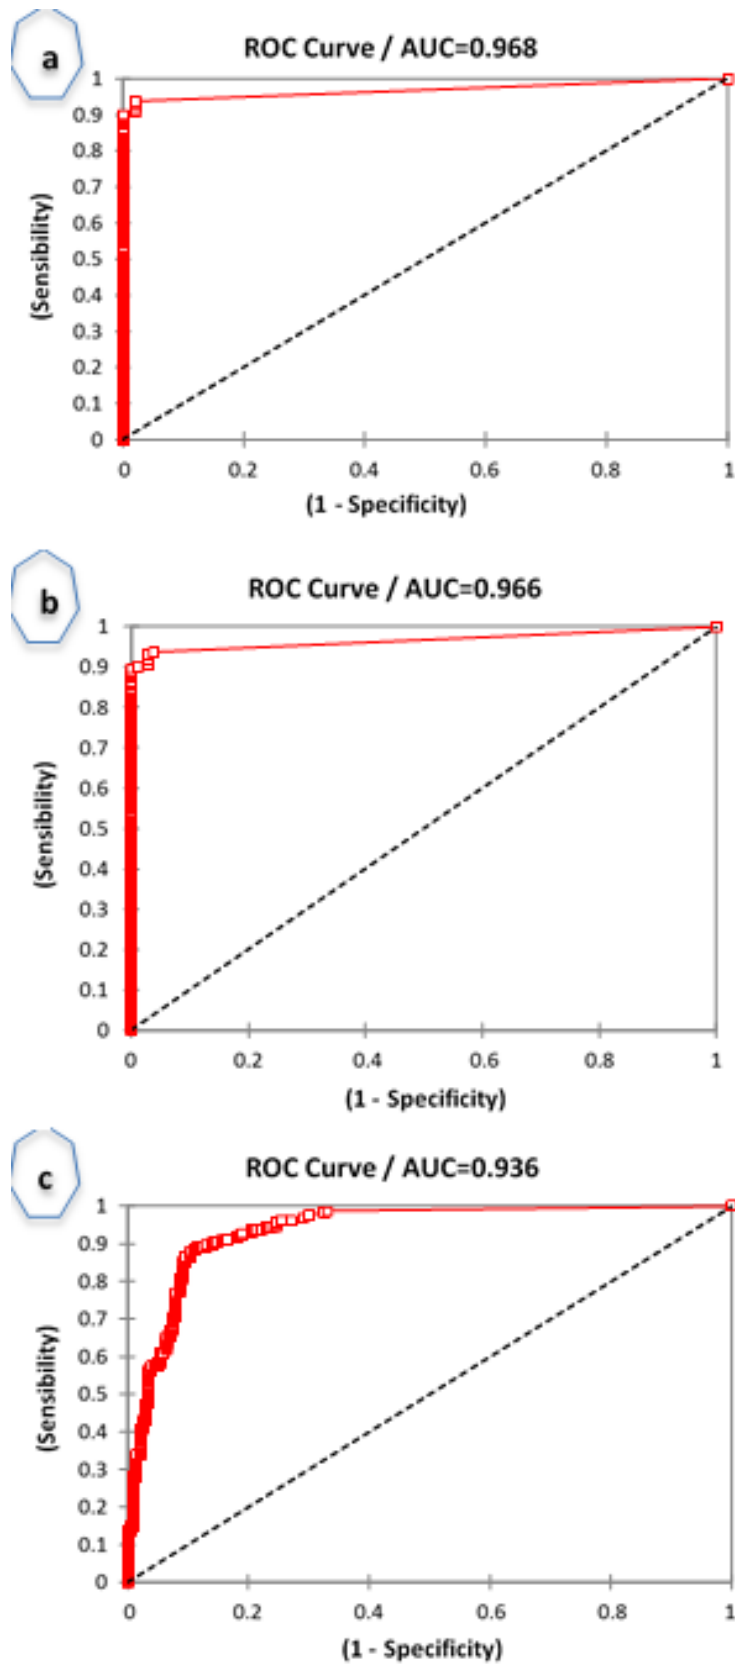 a
ROC Curve / AUC=0.968
1
0.9
0.8
0.7
0.6
0.5
0.4
0.3
0.2
0.1
0
(Sensibility)
0 0.2 0.4 0.6 0.8 1
(1 - Specificity)
b
ROC Curve / AUC=0.966
1
0.9
0.8
0.7
0.6
0.5
0.4
0.3
0.2
0.1
0
(Sensibility)
0 0.2 0.4 0.6 0.8 1
(1 - Specificity)
c
ROC Curve / AUC=0.936
1
0.9
0.8
0.7
0.6
0.5
0.4
0.3
0.2
0.1
0
(Sensibility)
0 0.2 0.4 0.6 0.8 1
(1 - Specificity)